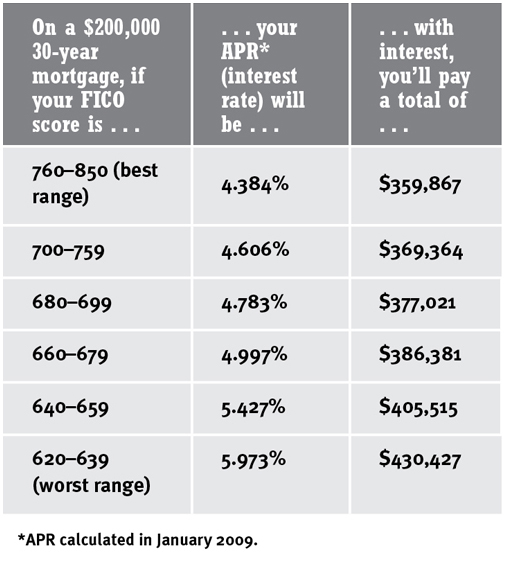 On a $200,000
30-year
mortgage, if
your FICO
score is . . .
. . . your
APR*
(interest
rate) will
be . . .
. . . with
interest,
you'll pay
a total of
. . .
760–850 (best
range)
4.384%
$359,867
700–759
4.606%
$369,364
680–699
4.783%
$377,021
660–679
4.997%
$386,381
640–659
5.427%
$405,515
620–639
(worst range)
5.973%
$430,427
*APR calculated in January 2009.